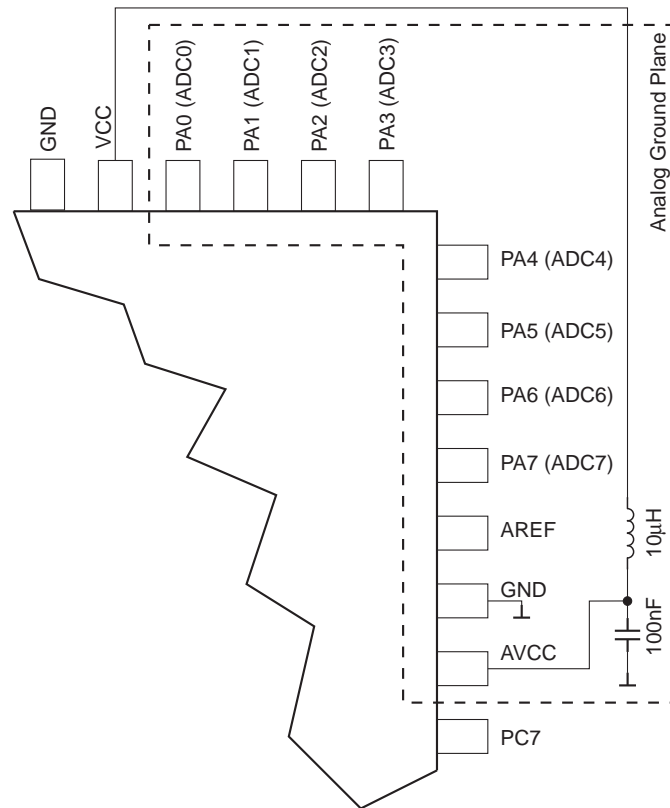 GND
VCC
PA0 (ADC0)
PA1 (ADC1)
PA2 (ADC2)
PA3 (ADC3)
Analog Ground Plane
PA4 (ADC4)
PA5 (ADC5)
PA6 (ADC6)
PA7 (ADC7)
AREF
10μH
GND
AVCC
100nF
PC7